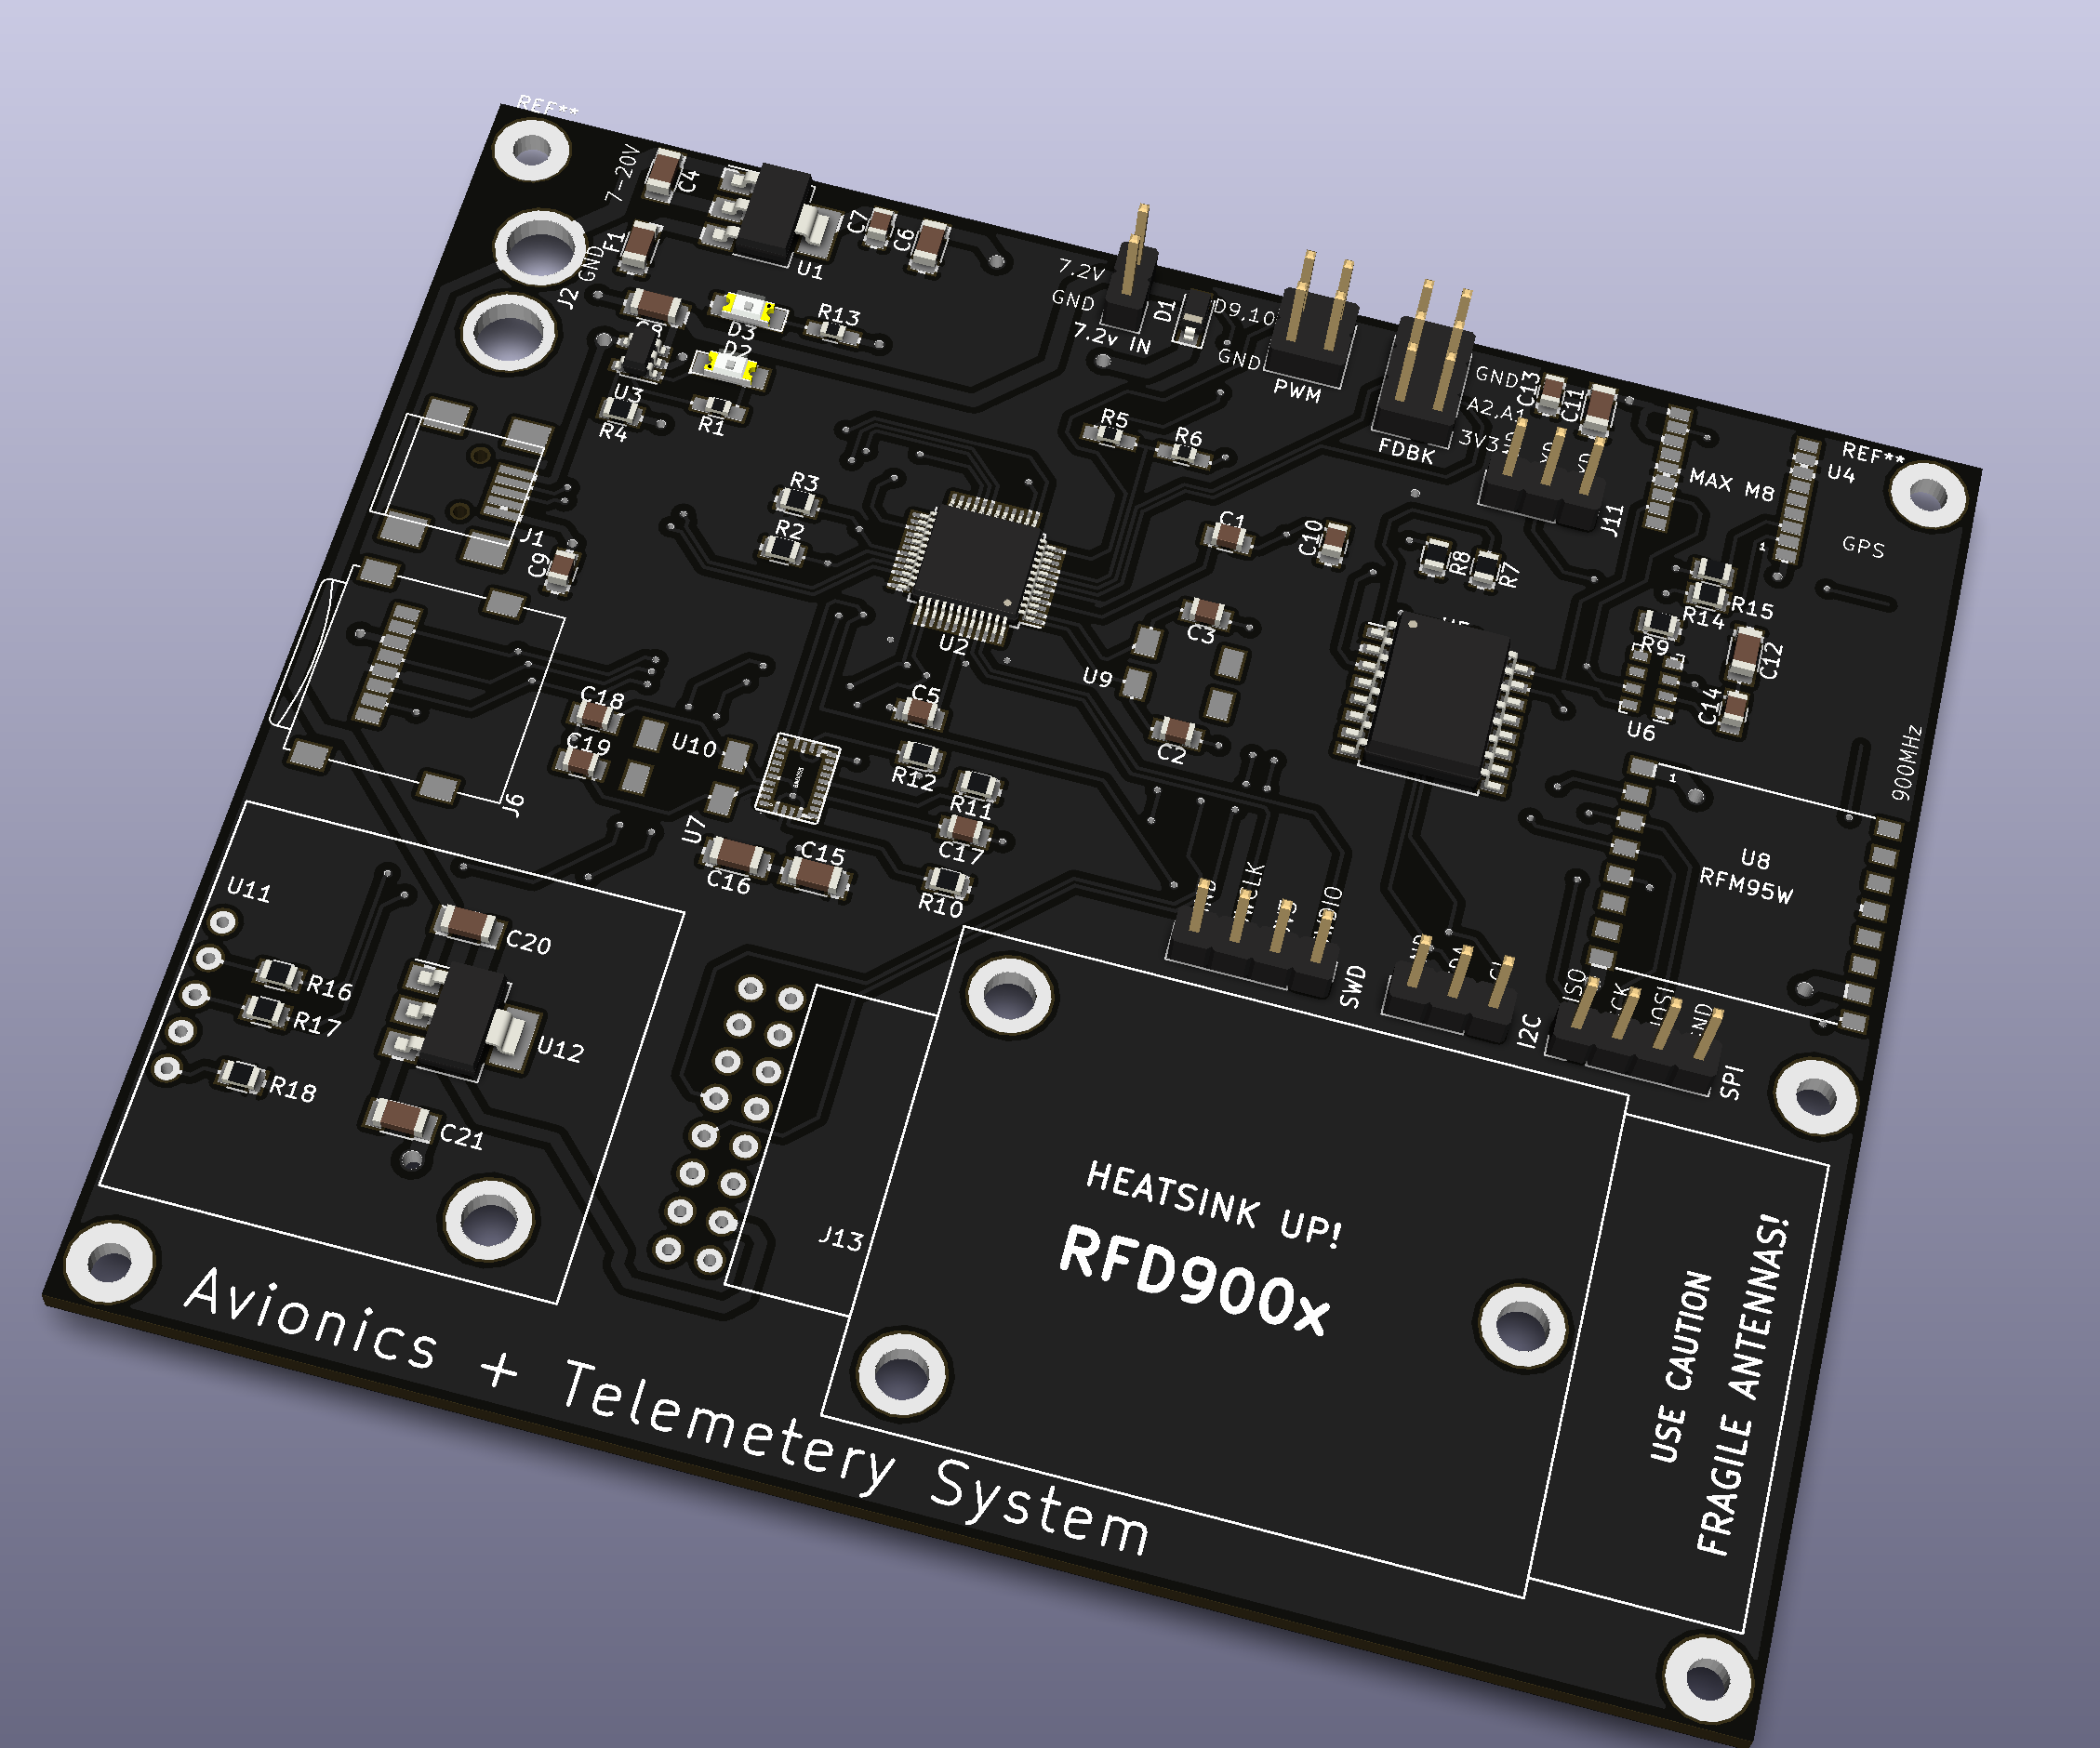 REF**
7-20V
C4
U1
C7
C6
F1
GND
J2
D3
D2
R13
U3
R4
R1
7.2V
GND
7.2v IN
D1
D9,10
GND
PWM
GND
A2,A1
3V3
FDBK
C13
C11
J11
MAX M8
U4
REF**
GPS
1
R5
R6
R3
R2
J1
C9
U2
C1
C10
R8
R7
C3
U9
C2
R15
R14
R9
C12
C14
U6
C18
C19
U10
C5
R12
R11
C17
R10
U7
C16
C15
J6
900MHz
1
U8
RFM95W
SWD
I2C
SPI
U11
C20
R16
R17
R18
U12
C21
J13
HEATSINK UP!
RFD900x
USE CAUTION
FRAGILE ANTENNAS!
Avionics + Telemetery System